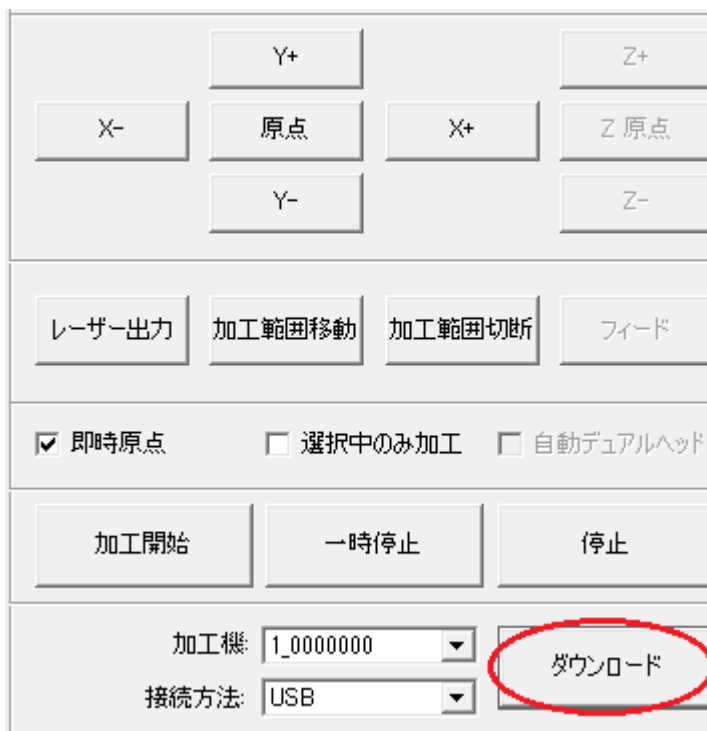 Y+ Z+
X- 原点 X+ Z 原点
Y- Z-
レーザー出力 加工範囲移動 加工範囲切断 フィード
即時原点 選択中のみ加工 自動デュアルヘッド
加工開始 一時停止 停止
加工機: 1_0000000
ダウンロード
接続方法: USB